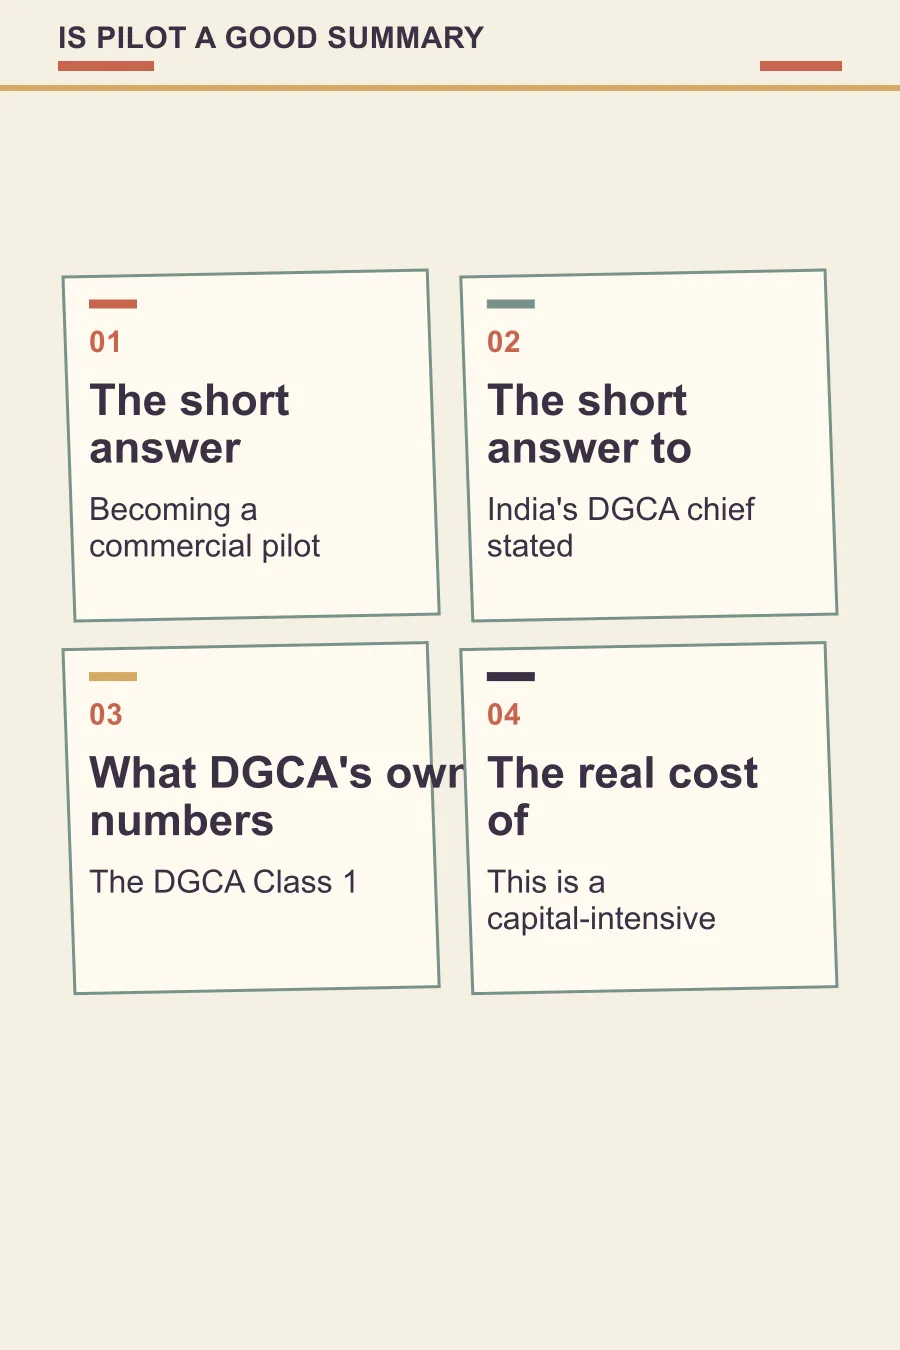 IS PILOT A GOOD SUMMARY
01
The short
answer
Becoming a
commercial pilot
02
The short
answer to
India's DGCA chief
stated
03
What DGCA's own
numbers
The DGCA Class 1
04
The real cost
of
This is a
capital-intensive